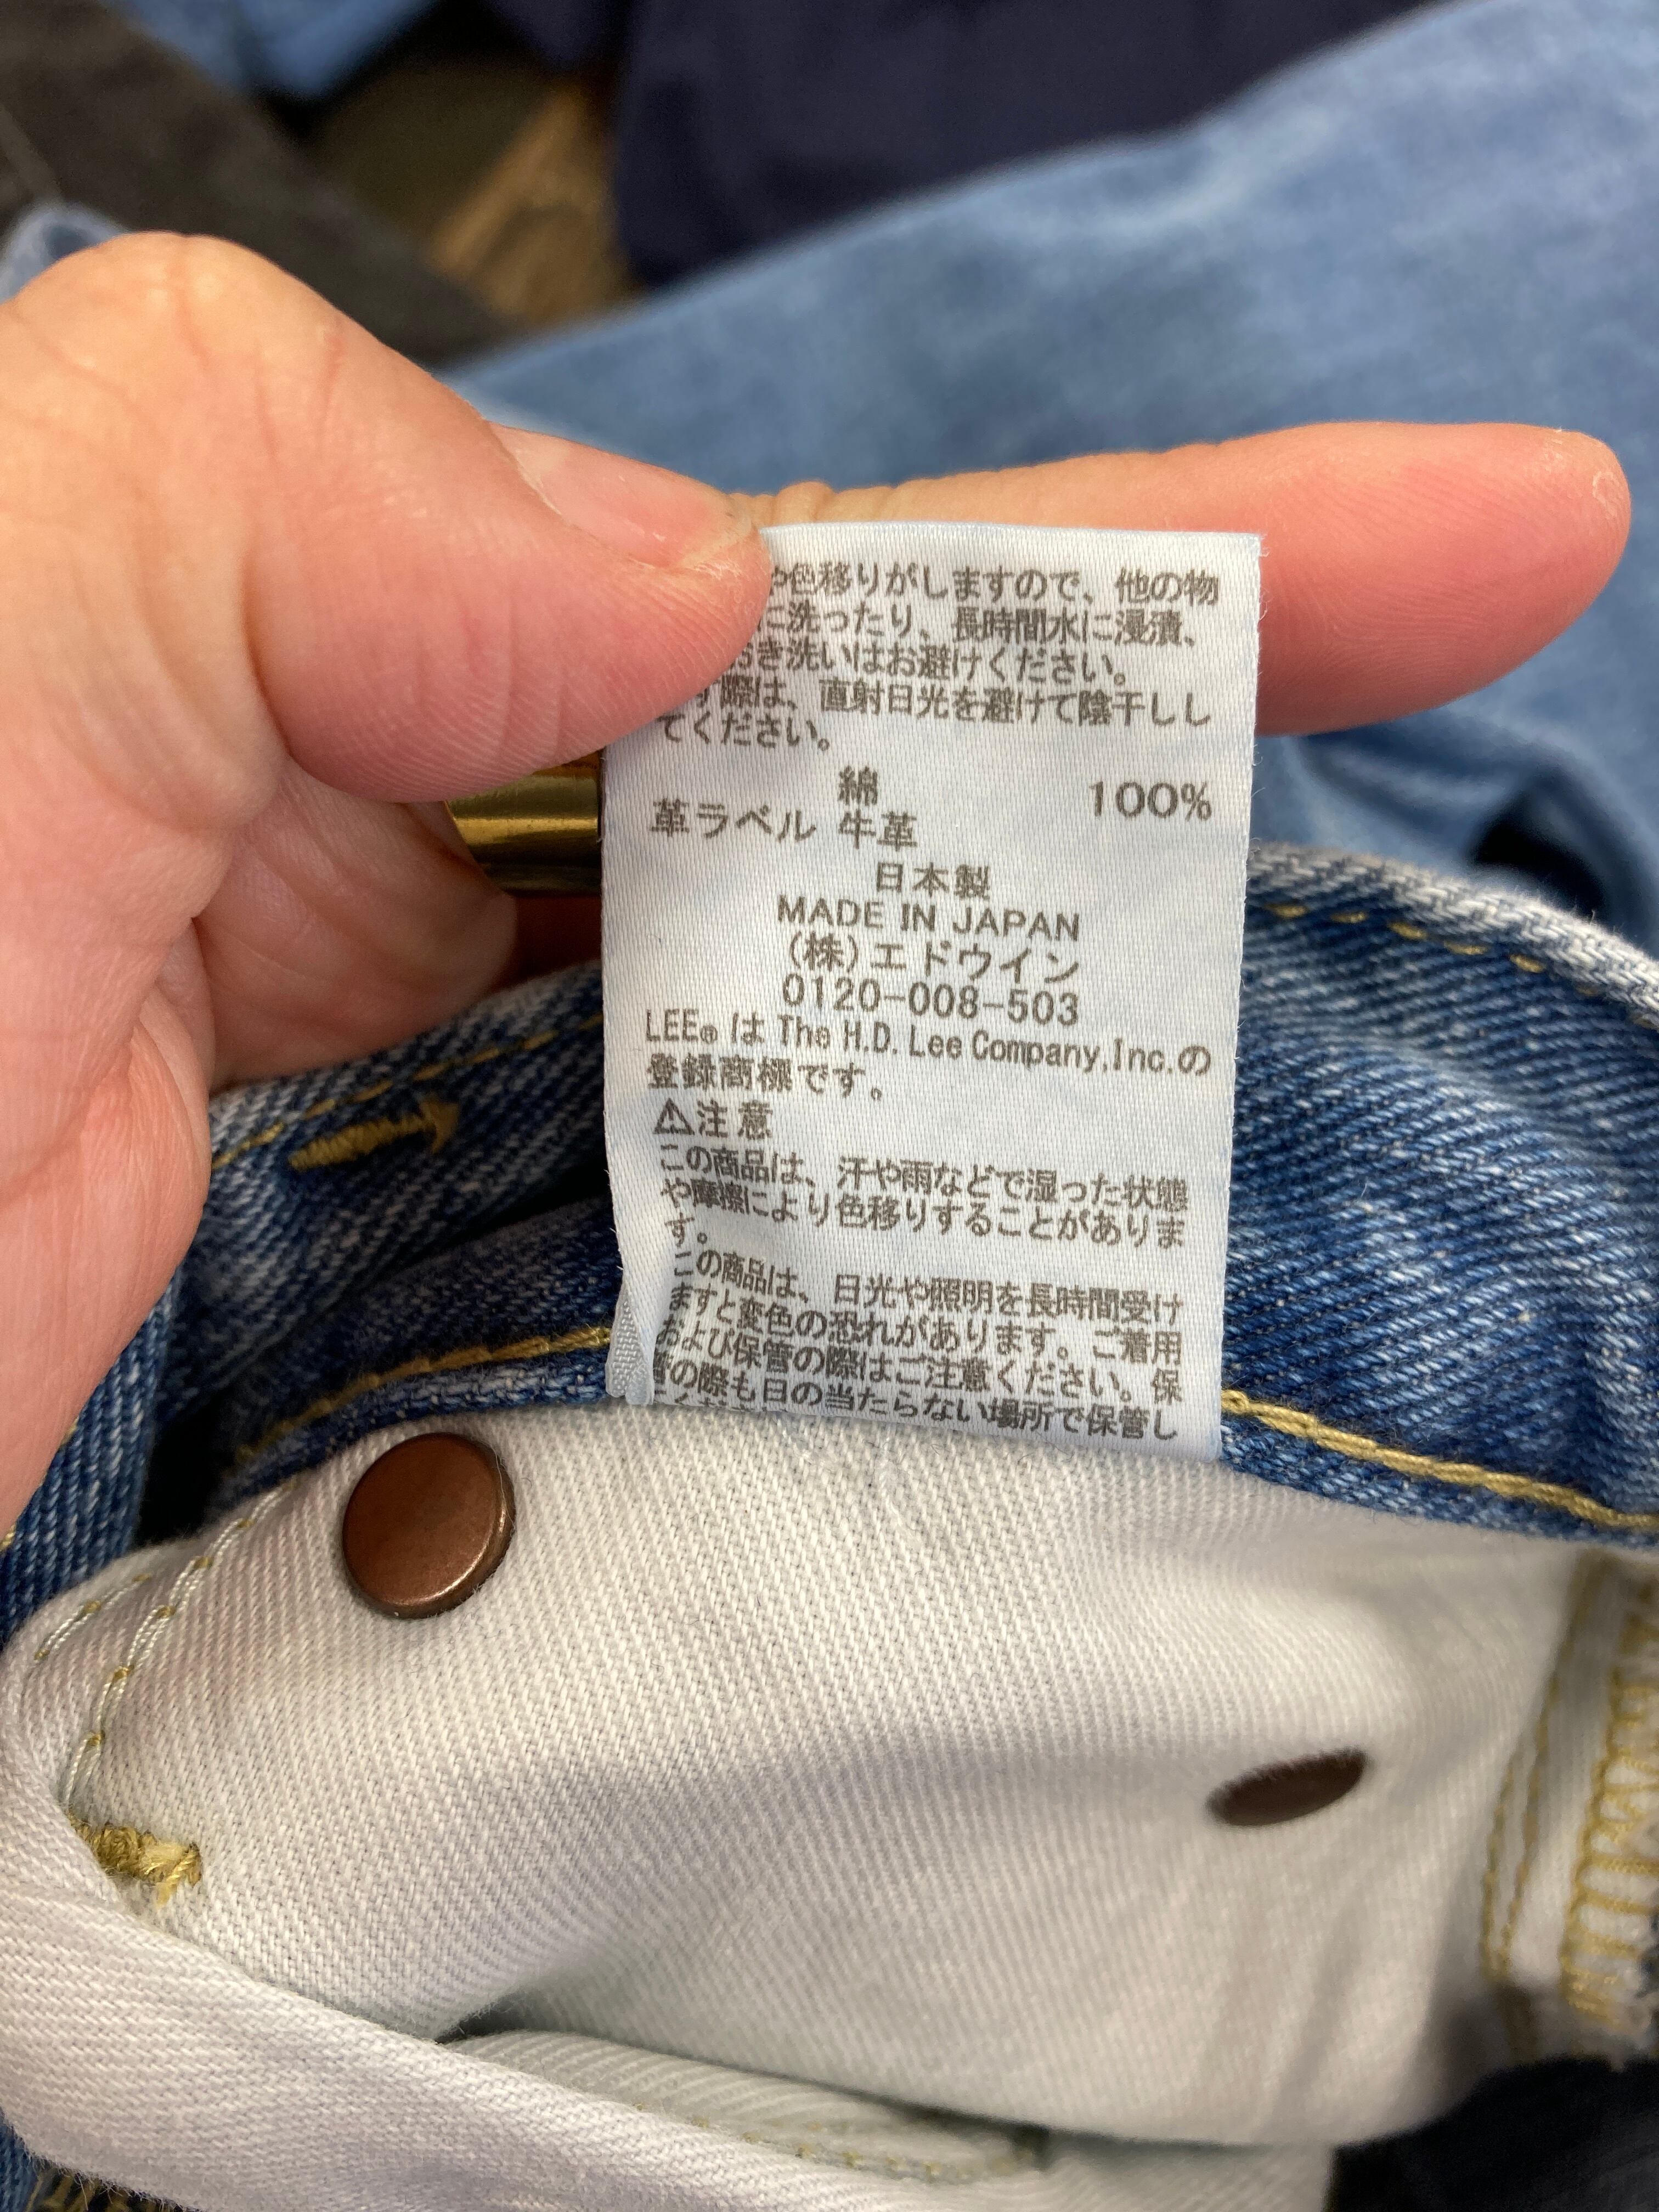 や色移りがしますので、他の物
に洗ったり、長時間水に浸漬、
おき洗いはお避けください。
際は、直射日光を避けて陰干しし
てください。
綿 100%
革ラベル 牛革
日本製
MADE IN JAPAN
(株)エドウイン
0120-008-503
LEE® は The H.D. Lee Company,Inc.の
登録商標です。
⚠注意
この商品は、汗や雨などで湿った状態
や摩擦により色移りすることがありま
す。
この商品は、日光や照明を長時間受け
ますと変色の恐れがあります。ご着用
および保管の際はご注意ください。保
管の際も日の当たらない場所で保管し